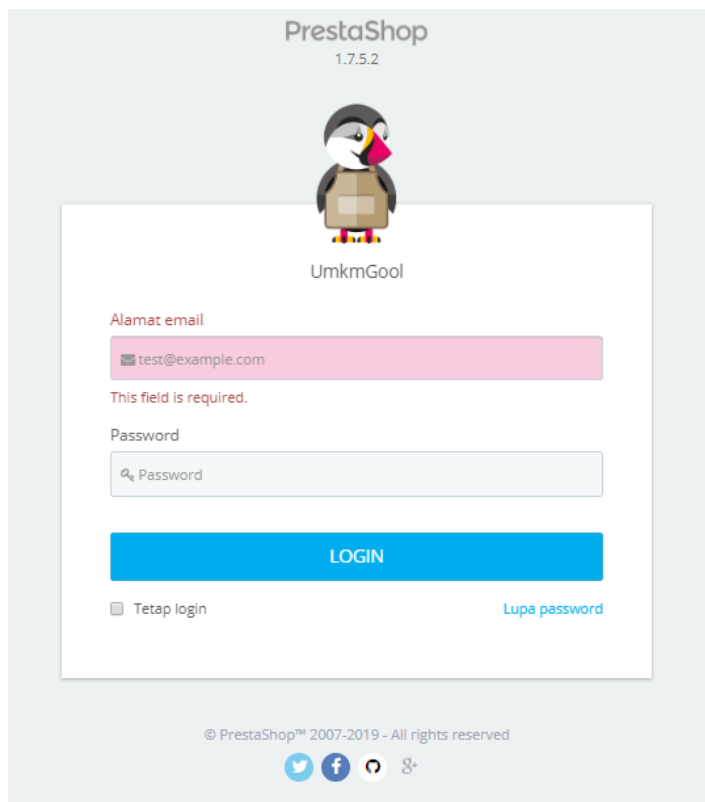 PrestaShop
1.7.5.2
UmkmGool
Alamat email
test@example.com
This field is required.
Password
Password
LOGIN
Tetap login
Lupa password
© PrestaShop™ 2007-2019 - All rights reserved